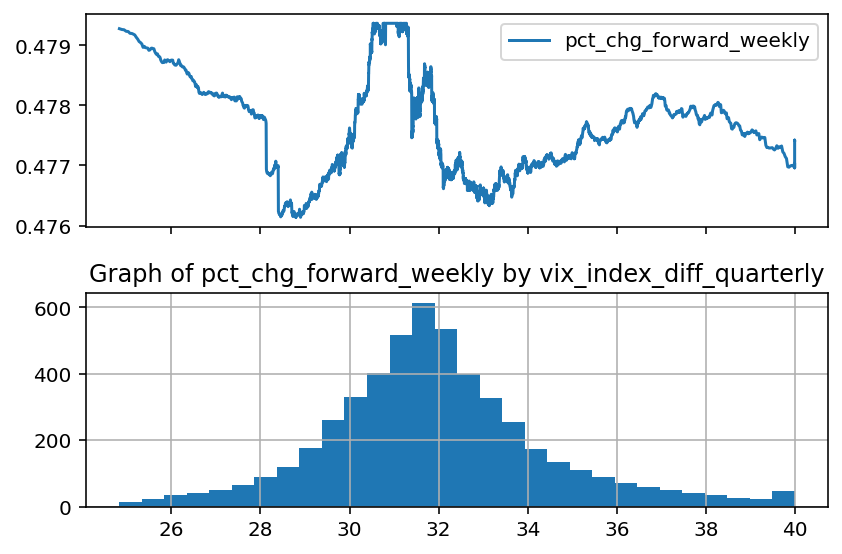 0.479
0.478
0.477
0.476
pct_chg_forward_weekly
Graph of pct_chg_forward_weekly by vix_index_diff_quarterly
600
400
200
0
26 28 30 32 34 36 38 40